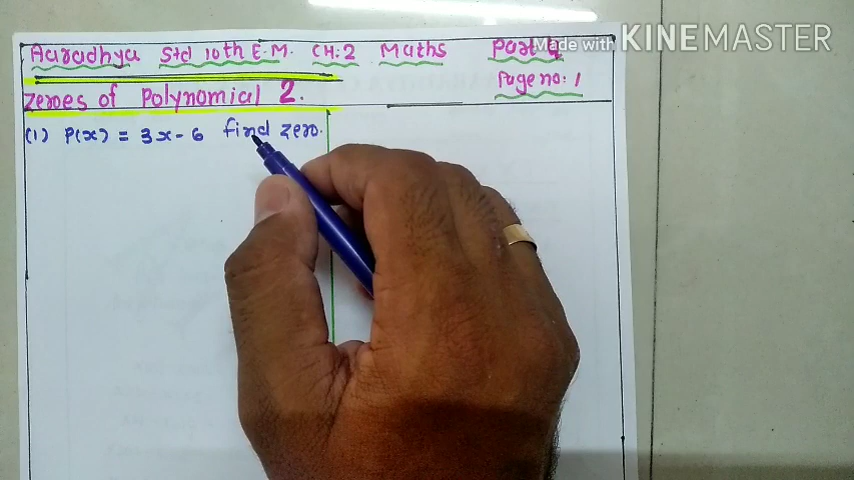 Made with KINEMASTER
Aaradhya Std 10th E.M. CH:2 Maths Part 4
Page no: 1
Zeroes of Polynomial 2.
(1) P(x) = 3x - 6 find zero.